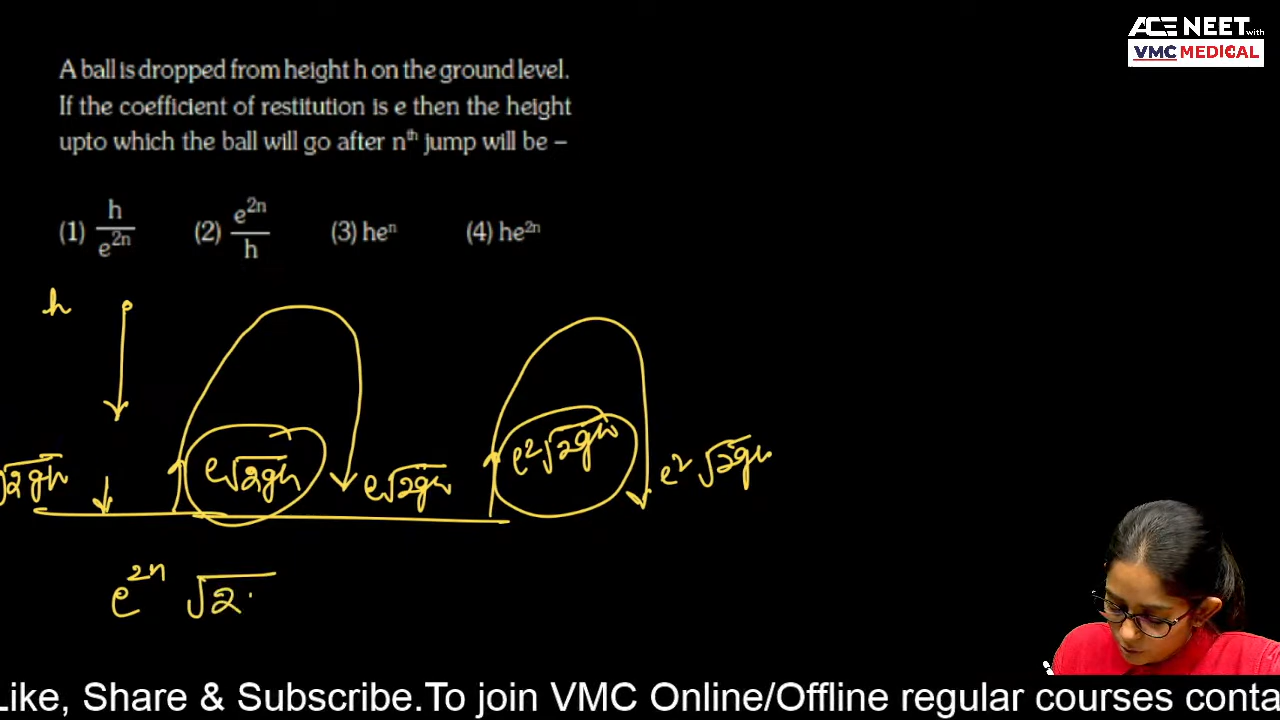 ACE NEET with
VMC MEDICAL
A ball is dropped from height h on the ground level.
If the coefficient of restitution is e then the height
upto which the ball will go after nth jump will be –
(1) h/e^2n (2) e^2n/h (3) he^n (4) he^2n
h
√2gh e√2gh e√2gh e²√2gh e²√2gh
e^2n √2
Like, Share & Subscribe.To join VMC Online/Offline regular courses conta